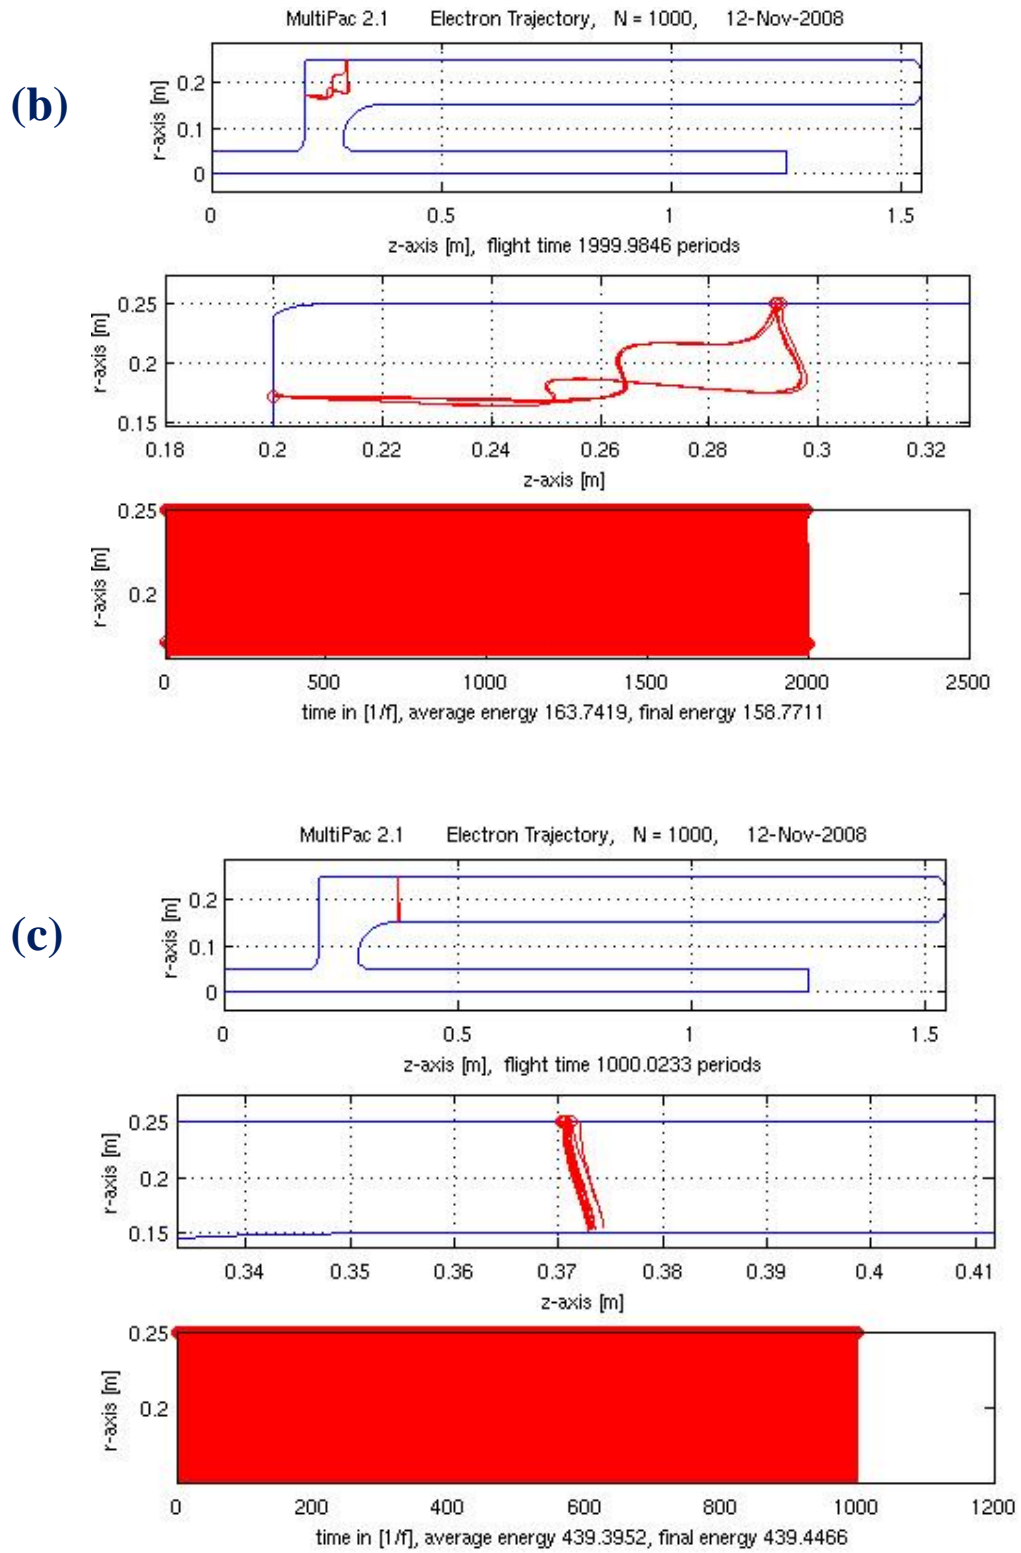 (b)
MultiPac 2.1 Electron Trajectory, N = 1000, 12-Nov-2008
r-axis [m]
0.2
0.1
0
0 0.5 1 1.5
z-axis [m], flight time 1999.9846 periods
r-axis [m]
0.25
0.2
0.15
0.18 0.2 0.22 0.24 0.26 0.28 0.3 0.32
z-axis [m]
r-axis [m]
0.25
0.2
0 500 1000 1500 2000 2500
time in [1/f], average energy 163.7419, final energy 158.7711
(c)
MultiPac 2.1 Electron Trajectory, N = 1000, 12-Nov-2008
r-axis [m]
0.2
0.1
0
0 0.5 1 1.5
z-axis [m], flight time 1000.0233 periods
r-axis [m]
0.25
0.2
0.15
0.34 0.35 0.36 0.37 0.38 0.39 0.4 0.41
z-axis [m]
r-axis [m]
0.25
0.2
0 200 400 600 800 1000 1200
time in [1/f], average energy 439.3952, final energy 439.4466